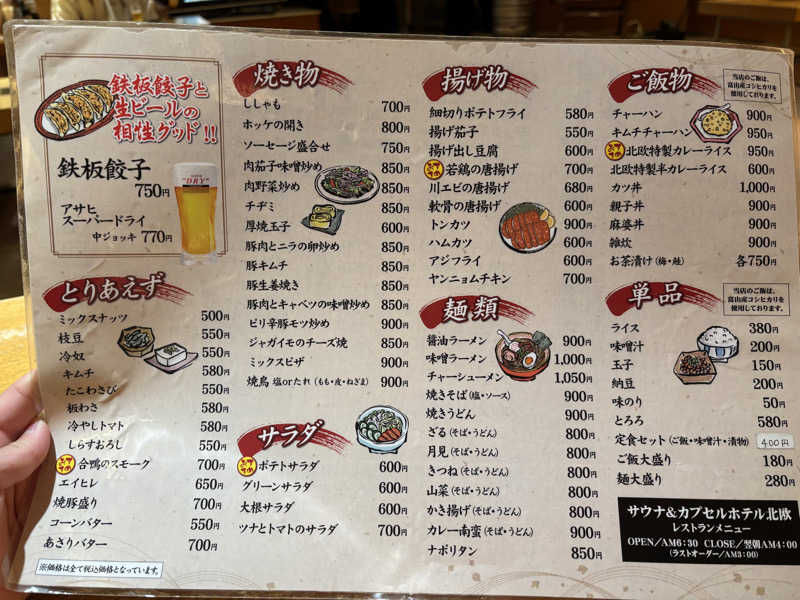 鉄板餃子と
生ビールの
相性グッド!!
鉄板餃子
750円
アサヒ
スーパードライ
中ジョッキ 770円
"DRY"
とりあえず
ミックスナッツ 500円
枝豆 550円
冷奴 550円
キムチ 580円
たこわさび 550円
板わさ 580円
冷やしトマト 580円
しらすおろし 550円
合鴨のスモーク 700円
エイヒレ 650円
焼豚盛り 700円
コーンバター 550円
あさりバター 700円
※価格は全て税込価格となっています。
焼き物
ししゃも 700円
ホッケの開き 800円
ソーセージ盛合せ 750円
肉茄子味噌炒め 850円
肉野菜炒め 850円
チヂミ 850円
厚焼玉子 600円
豚肉とニラの卵炒め 850円
豚キムチ 850円
豚生姜焼き 850円
豚肉とキャベツの味噌炒め 850円
ピリ辛豚モツ炒め 900円
ジャガイモのチーズ焼 850円
ミックスピザ 900円
焼鳥 塩orたれ(もも・皮・ねぎま) 900円
サラダ
ポテトサラダ 600円
グリーンサラダ 600円
大根サラダ 600円
ツナとトマトのサラダ 700円
揚げ物
細切りポテトフライ 580円
揚げ茄子 550円
揚げ出し豆腐 600円
若鶏の唐揚げ 700円
川エビの唐揚げ 680円
軟骨の唐揚げ 600円
トンカツ 900円
ハムカツ 600円
アジフライ 600円
ヤンニョムチキン 700円
麺類
醤油ラーメン 900円
味噌ラーメン 1,000円
チャーシューメン 1,050円
焼きそば(塩・ソース) 900円
焼きうどん 900円
ざる(そば・うどん) 800円
月見(そば・うどん) 800円
きつね(そば・うどん) 800円
山菜(そば・うどん) 800円
かき揚げ(そば・うどん) 800円
カレー南蛮(そば・うどん) 900円
ナポリタン 850円
ご飯物
当店のご飯は、
富山産コシヒカリを
使用しております。
チャーハン 900円
キムチチャーハン 950円
北欧特製カレーライス 950円
北欧特製半カレーライス 600円
カツ丼 1,000円
親子丼 900円
麻婆丼 900円
雑炊 900円
お茶漬け(梅・鮭) 各750円
単品
当店のご飯は、
富山産コシヒカリを
使用しております。
ライス 380円
味噌汁 200円
玉子 150円
納豆 200円
味のり 50円
とろろ 580円
定食セット(ご飯・味噌汁・漬物) 400円
ご飯大盛り 180円
麺大盛り 280円
サウナ&カプセルホテル北欧
レストランメニュー
OPEN/AM6:30 CLOSE/翌朝AM4:00
(ラストオーダー/AM3:00)